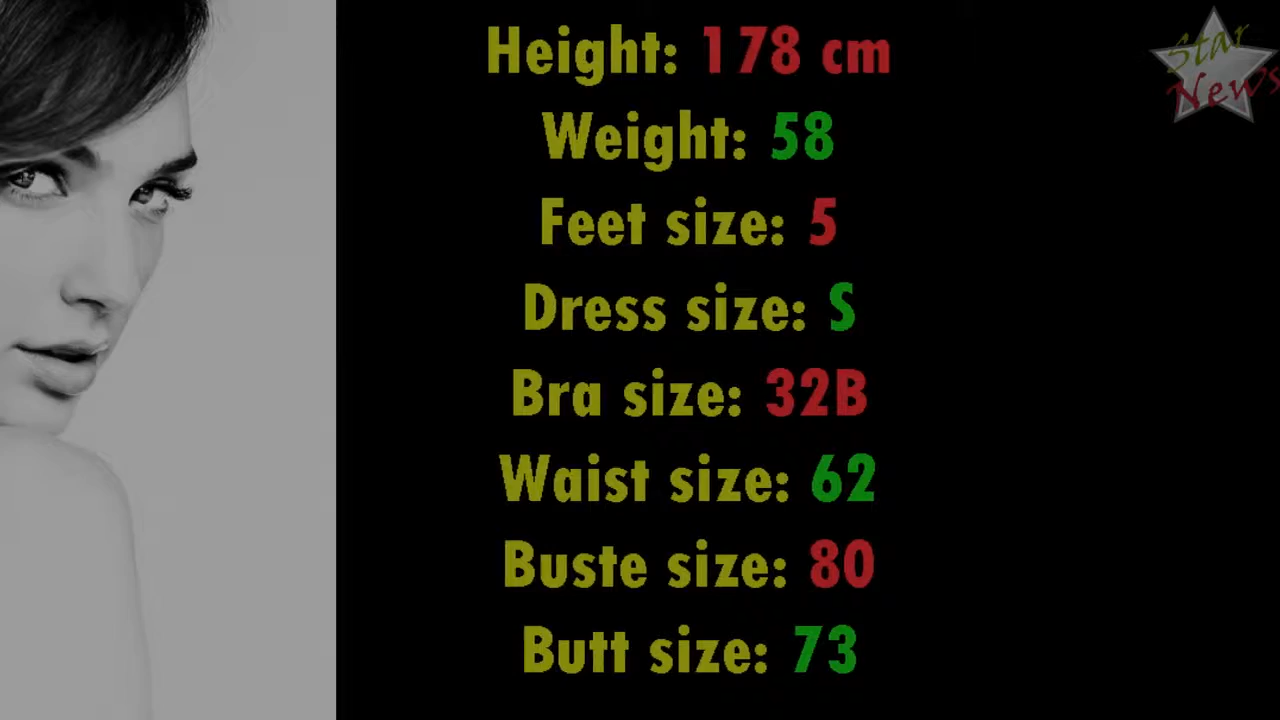 Height: 178 cm
Weight: 58
Feet size: 5
Dress size: S
Bra size: 32B
Waist size: 62
Buste size: 80
Butt size: 73
Star
News